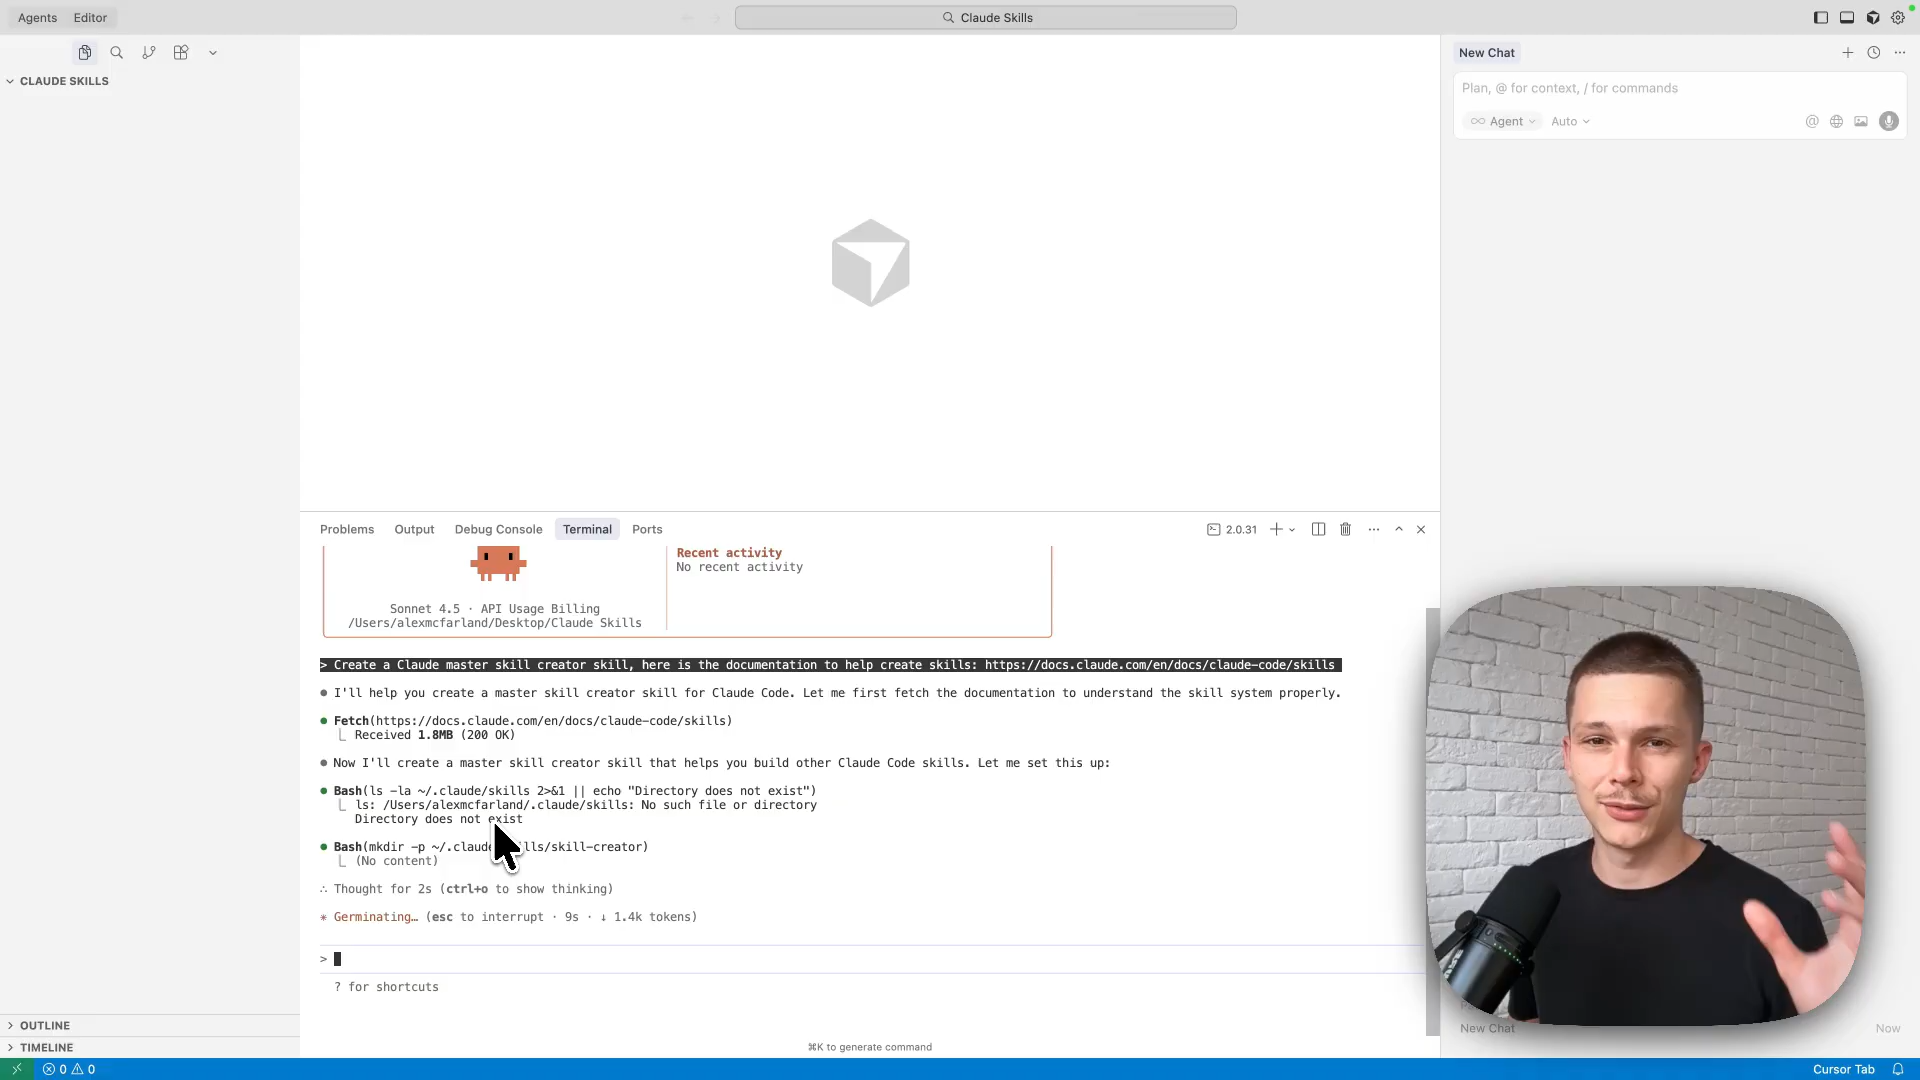 Agents Editor
Claude Skills
CLAUDE SKILLS
New Chat
Plan, @ for context, / for commands
Agent Auto
Problems Output Debug Console Terminal Ports
2.0.31
Recent activity
No recent activity
Sonnet 4.5 · API Usage Billing
/Users/alexmcfarland/Desktop/Claude Skills
> Create a Claude master skill creator skill, here is the documentation to help create skills: https://docs.claude.com/en/docs/claude-code/skills
I'll help you create a master skill creator skill for Claude Code. Let me first fetch the documentation to understand the skill system properly.
Fetch(https://docs.claude.com/en/docs/claude-code/skills)
Received 1.8MB (200 OK)
Now I'll create a master skill creator skill that helps you build other Claude Code skills. Let me set this up:
Bash(ls -la ~/.claude/skills 2>&1 || echo "Directory does not exist")
ls: /Users/alexmcfarland/.claude/skills: No such file or directory
Directory does not exist
Bash(mkdir -p ~/.claude ills/skill-creator)
(No content)
∴ Thought for 2s (ctrl+o to show thinking)
* Germinating… (esc to interrupt · 9s · ↓ 1.4k tokens)
>
? for shortcuts
New Chat Now
OUTLINE
TIMELINE
⌘K to generate command
0 0
Cursor Tab